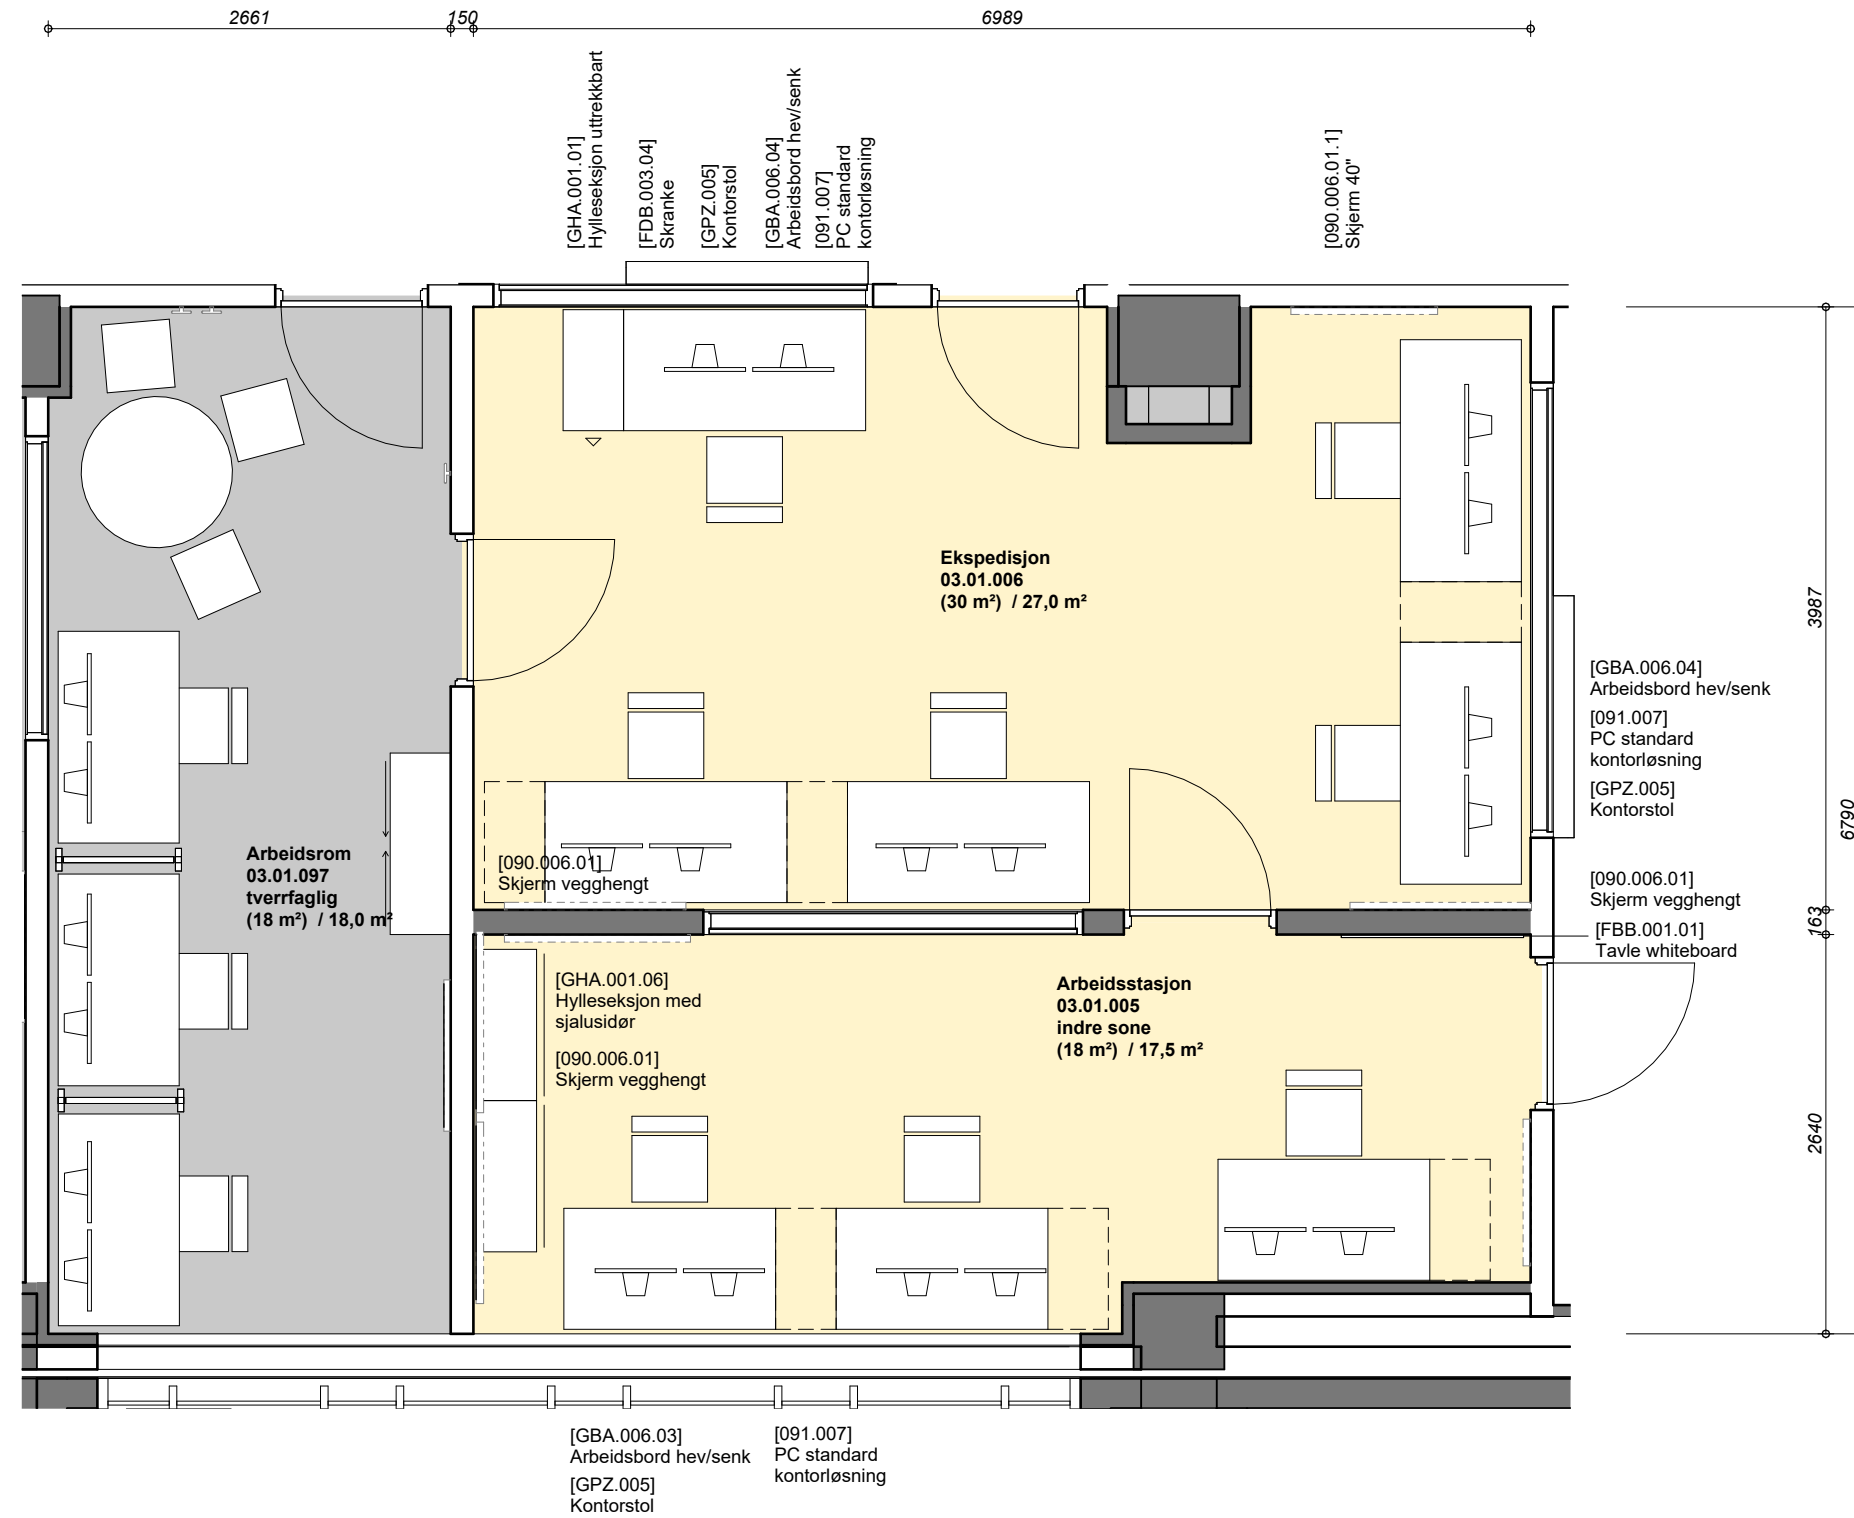 2661
150
6989
[GHA.001.01]
Hylleseksjon uttrekkbart
[FDB.003.04]
Skranke
[GPZ.005]
Kontorstol
[GBA.006.04]
Arbeidsbord hev/senk
[091.007]
PC standard
kontorløsning
[090.006.01.1]
Skjerm 40"
Ekspedisjon
03.01.006
(30 m²) / 27,0 m²
3987
[GBA.006.04]
Arbeidsbord hev/senk
[091.007]
PC standard
kontorløsning
[GPZ.005]
Kontorstol
6790
Arbeidsrom
03.01.097
tverrfaglig
(18 m²) / 18,0 m²
[090.006.01]
Skjerm vegghengt
[090.006.01]
Skjerm vegghengt
163
[FBB.001.01]
Tavle whiteboard
[GHA.001.06]
Hylleseksjon med
sjalusidør
[090.006.01]
Skjerm vegghengt
Arbeidsstasjon
03.01.005
indre sone
(18 m²) / 17,5 m²
2640
[GBA.006.03]
Arbeidsbord hev/senk
[GPZ.005]
Kontorstol
[091.007]
PC standard
kontorløsning